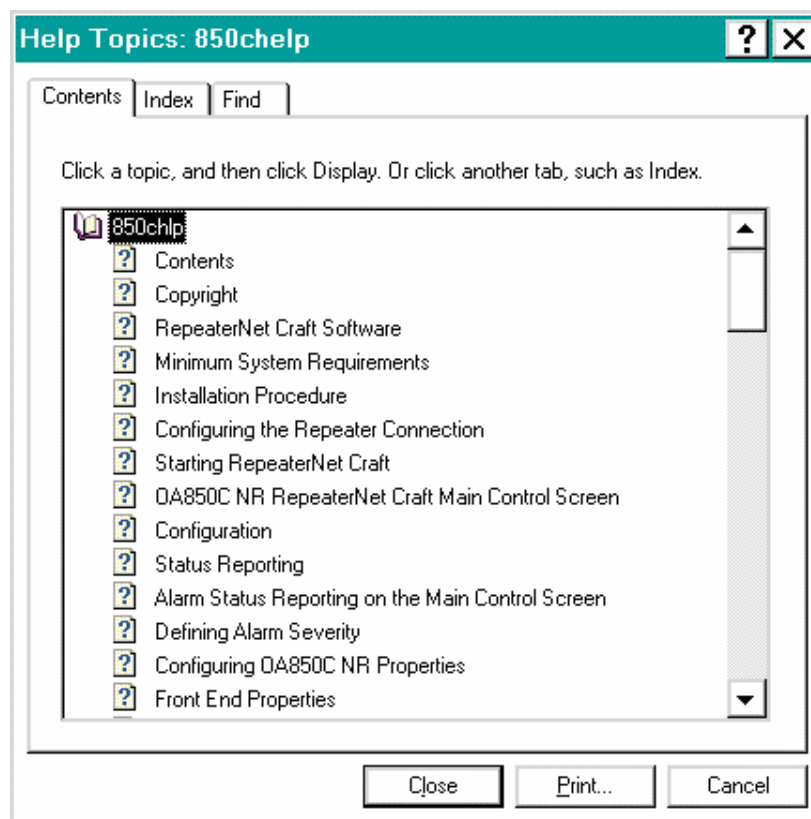 Help Topics: 850chelp
Contents Index Find
Click a topic, and then click Display. Or click another tab, such as Index.
850chlp
Contents
Copyright
RepeaterNet Craft Software
Minimum System Requirements
Installation Procedure
Configuring the Repeater Connection
Starting RepeaterNet Craft
OA850C NR RepeaterNet Craft Main Control Screen
Configuration
Status Reporting
Alarm Status Reporting on the Main Control Screen
Defining Alarm Severity
Configuring OA850C NR Properties
Front End Properties
Close Print... Cancel